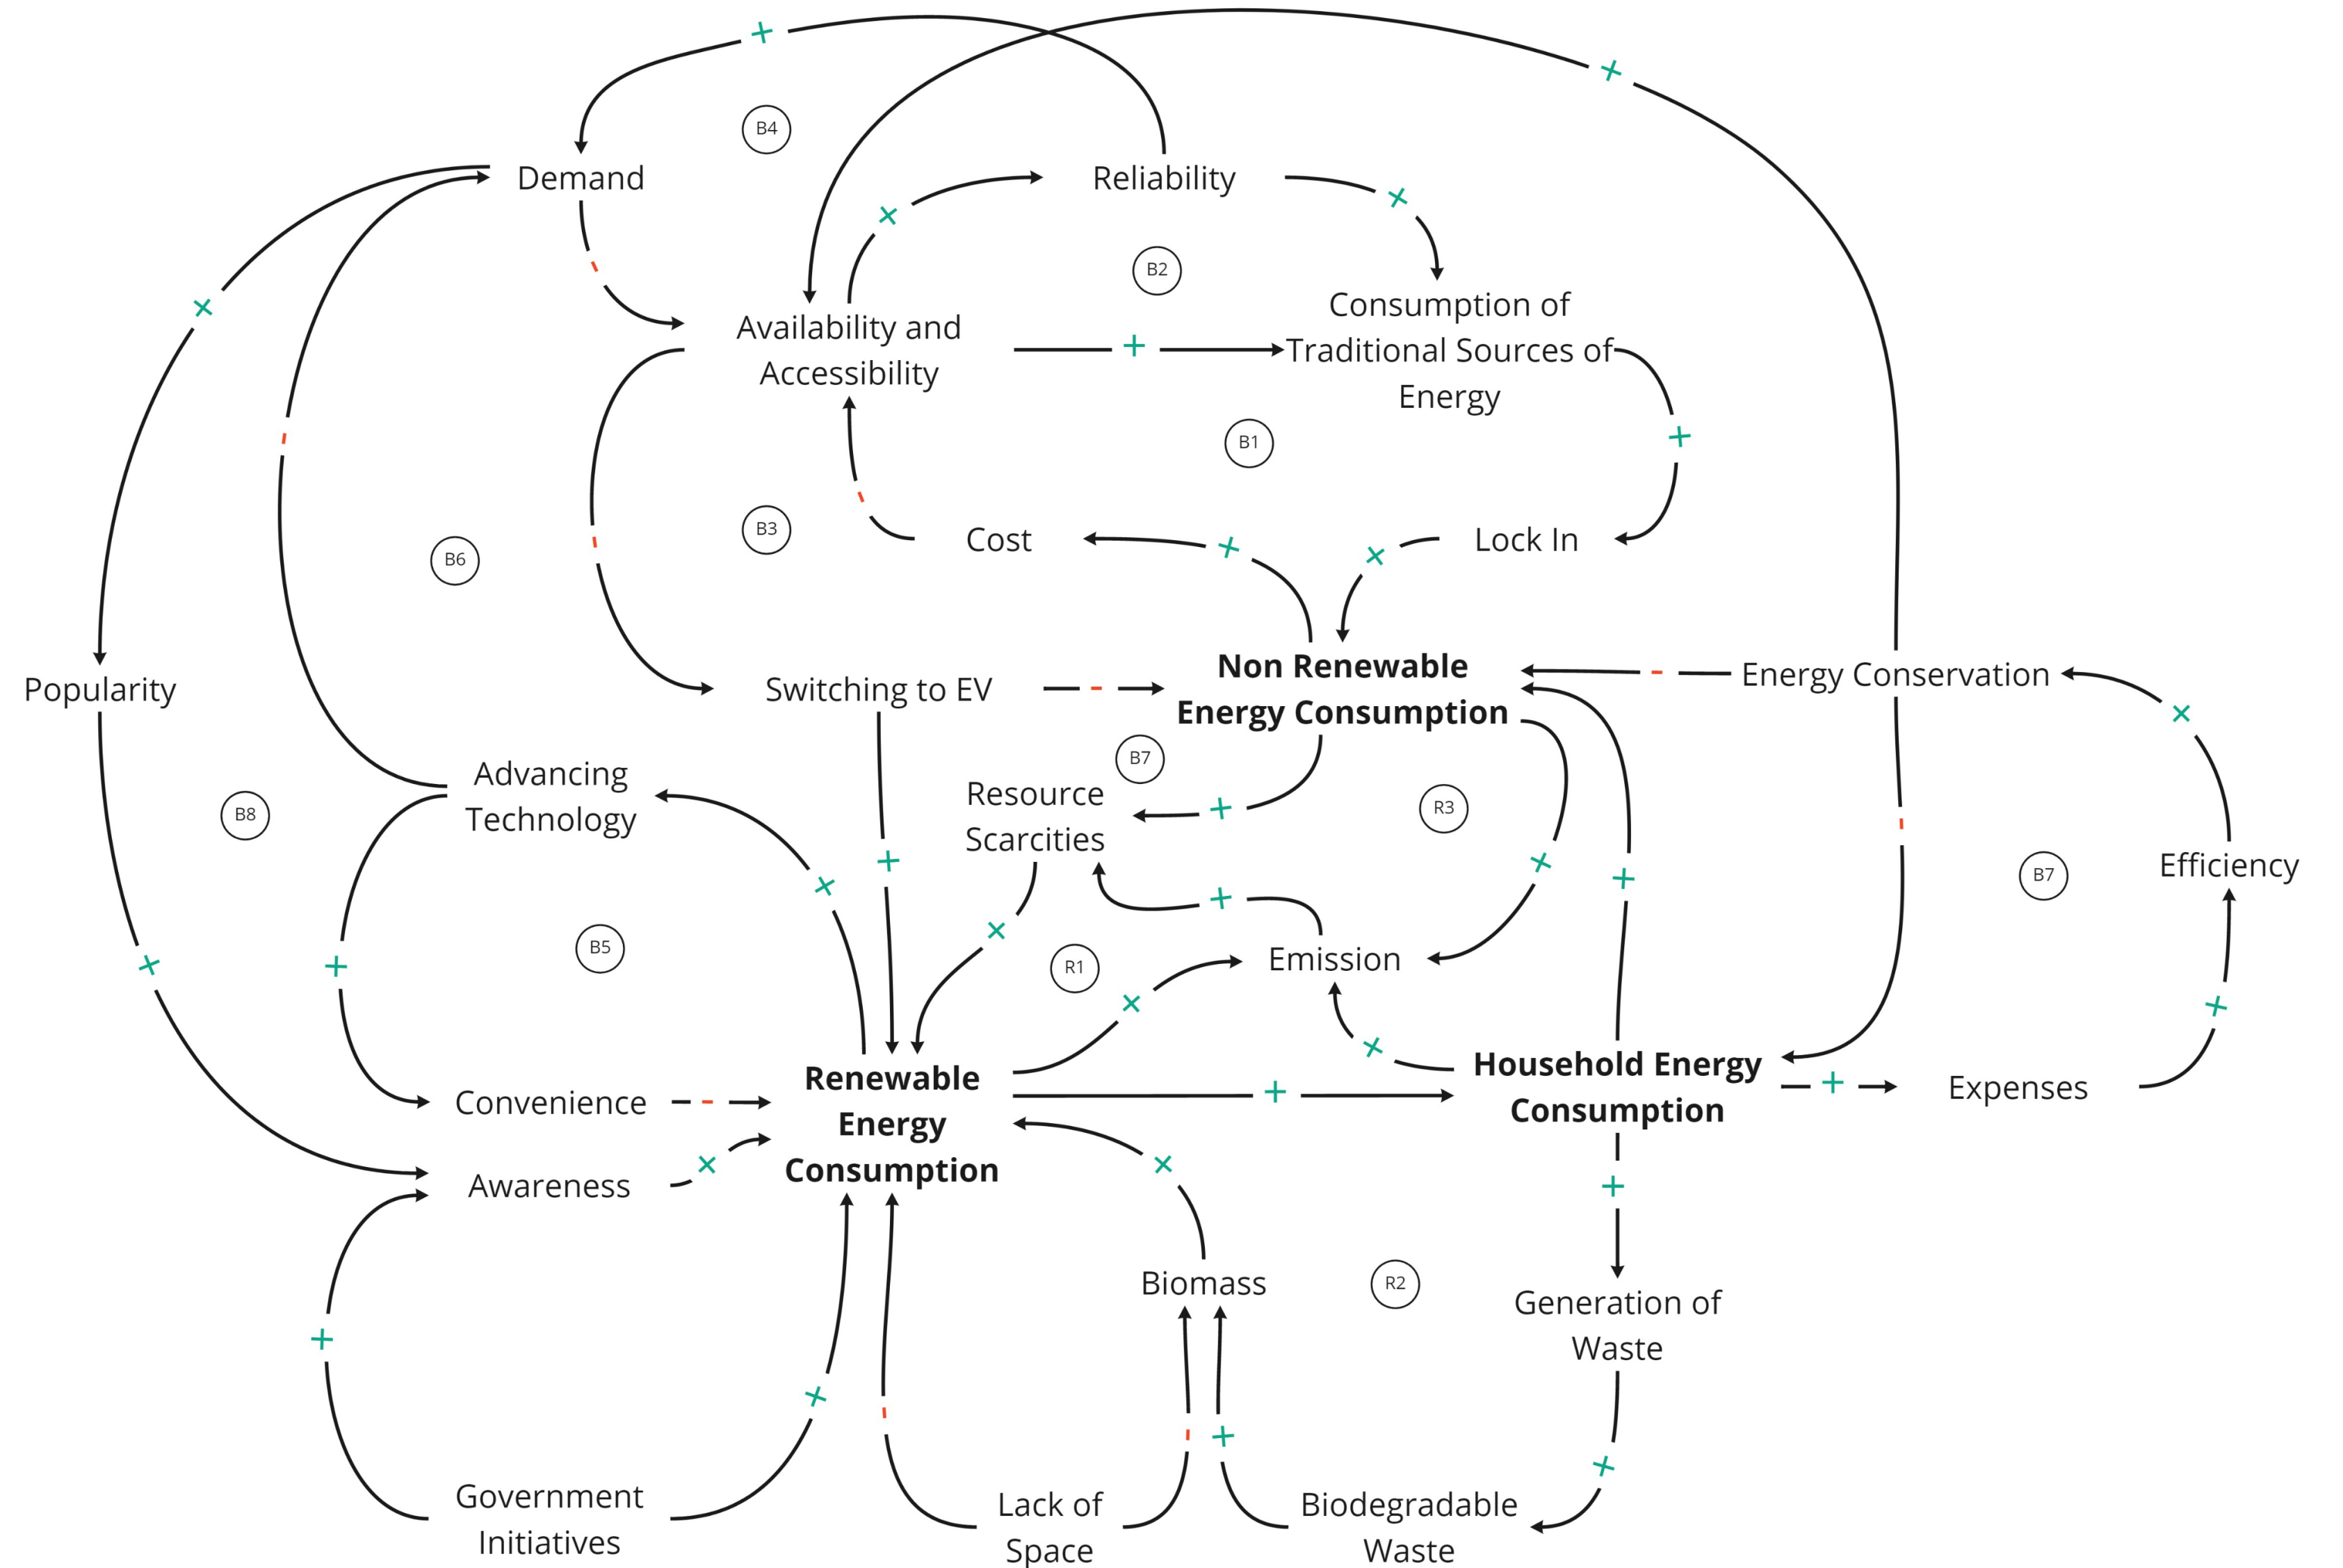 +
+
B4
Demand
Reliability
+
+
B2
-
+
Consumption of
Traditional Sources of
Energy
Availability and
Accessibility
+
+
-
B1
-
B3
Cost
+
+
Lock In
-
B6
Popularity
Switching to EV
-
Non Renewable
Energy Consumption
-
Energy Conservation
+
B7
Advancing
Technology
Resource
Scarcities
+
R3
B8
-
+
+
+
B7
Efficiency
+
+
+
B5
+
+
R1
Emission
+
+
+
+
Renewable
Energy
Consumption
Household Energy
Consumption
+
Expenses
Convenience
-
+
Awareness
+
+
+
Biomass
R2
Generation of
Waste
+
+
-
-
+
+
Government
Initiatives
Lack of
Space
Biodegradable
Waste